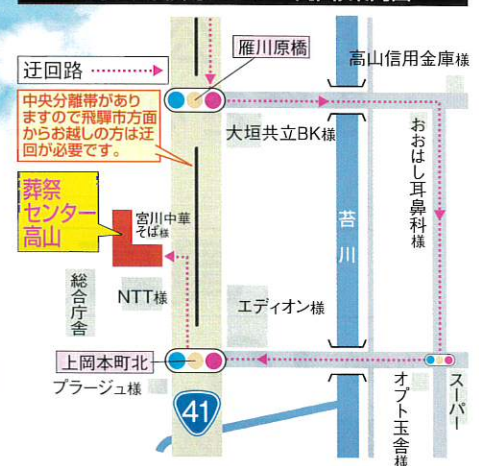 迂回路
雁川原橋
高山信用金庫様
中央分離帯があり
ますので飛騨市方面
からお越しの方は迂
回が必要です。
大垣共立BK様
おおはし耳鼻科様
葬祭
センター
高山
宮川中華
そば様
苔川
総合庁舎
NTT様
エディオン様
上岡本町北
プラージュ様
41
オプト玉舎様
スーパー